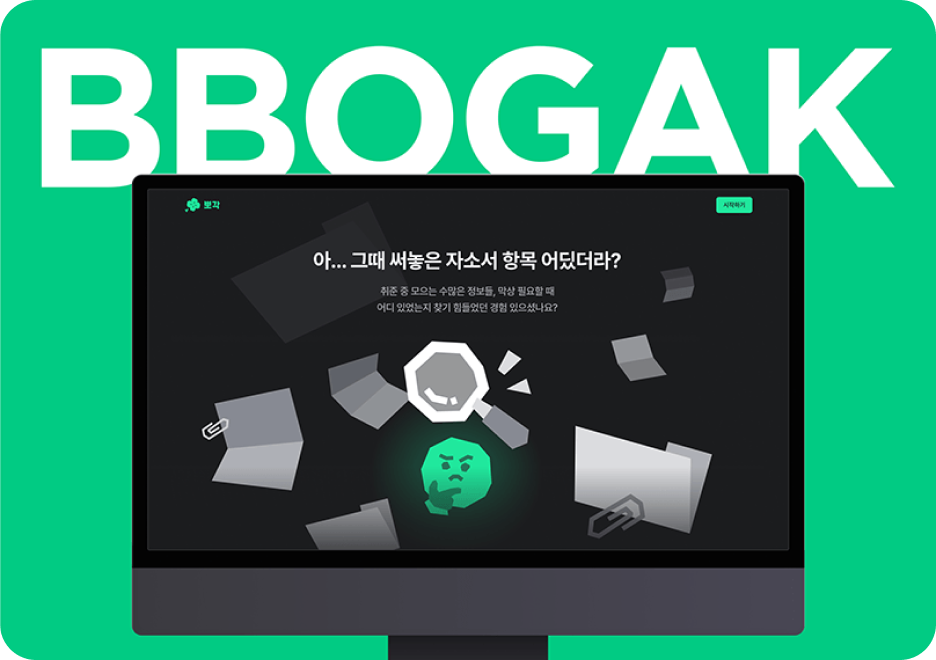 BBOGAK
뽀각
시작하기
아... 그때 써놓은 자소서 항목 어딨더라?
취준 중 모으는 수많은 정보들, 막상 필요할 때
어디 있었는지 찾기 힘들었던 경험 있으셨나요?